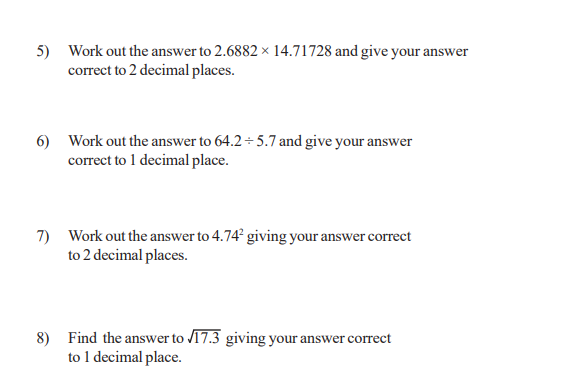 5) Work out the answer to 2.6882 × 14.71728 and give your answer
correct to 2 decimal places.
6) Work out the answer to 64.2 ÷ 5.7 and give your answer
correct to 1 decimal place.
7) Work out the answer to 4.74² giving your answer correct
to 2 decimal places.
8) Find the answer to √17.3 giving your answer correct
to 1 decimal place.